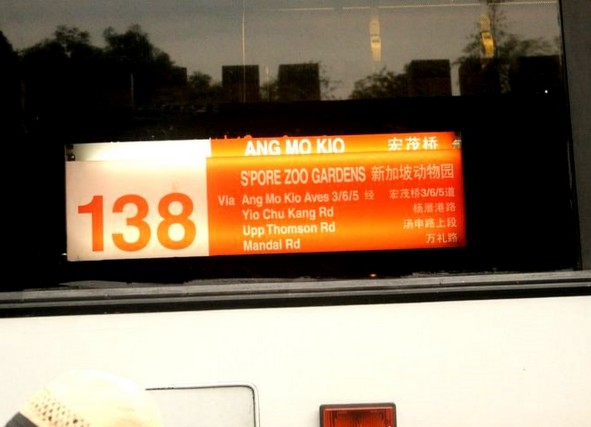 ANG MO KIO 宏茂桥
138
S'PORE ZOO GARDENS 新加坡动物园
Via Ang Mo Kio Aves 3/6/5 经 宏茂桥3/6/5道
Yio Chu Kang Rd 杨厝港路
Upp Thomson Rd 汤申路上段
Mandai Rd 万礼路